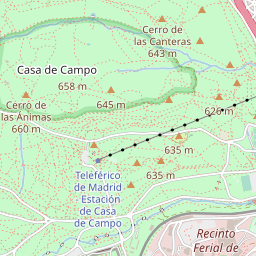 Cerro de
las Canteras
643 m
Casa de Campo
658 m
645 m
Cerro de
las Ánimas
660 m
626 m
635 m
Teleférico
de Madrid
Estación
de Casa
de Campo
635 m
Recinto
Ferial de